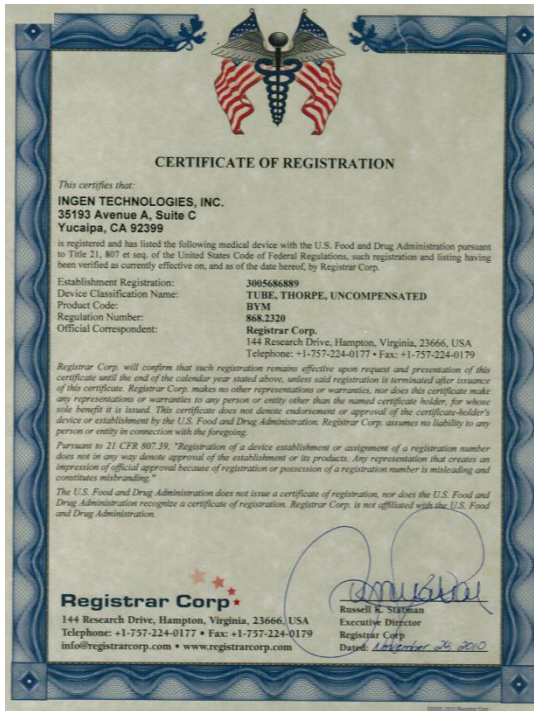 CERTIFICATE OF REGISTRATION
This certifies that:
INGEN TECHNOLOGIES, INC.
35193 Avenue A, Suite C
Yucaipa, CA 92399
is registered and has listed the following medical device with the U.S. Food and Drug Administration pursuant
to Title 21, 807 et seq. of the United States Code of Federal Regulations, such registration and listing having
been verified as currently effective on, and as of the date hereof, by Registrar Corp.
Establishment Registration: 3005686889
Device Classification Name: TUBE, THORPE, UNCOMPENSATED
Product Code: BYM
Regulation Number: 868.2320
Official Correspondent: Registrar Corp.
144 Research Drive, Hampton, Virginia, 23666, USA
Telephone: +1-757-224-0177 • Fax: +1-757-224-0179
Registrar Corp. will confirm that such registration remains effective upon request and presentation of this
certificate until the end of the calendar year stated above, unless said registration is terminated after issuance
of this certificate. Registrar Corp. makes no other representations or warranties, nor does this certificate make
any representations or warranties to any person or entity other than the named certificate holder, for whose
sole benefit it is issued. This certificate does not denote endorsement or approval of the certificate-holder's
device or establishment by the U.S. Food and Drug Administration. Registrar Corp. assumes no liability to any
person or entity in connection with the foregoing.
Pursuant to 21 CFR 807.39, "Registration of a device establishment or assignment of a registration number
does not in any way denote approval of the establishment or its products. Any representation that creates an
impression of official approval because of registration or possession of a registration number is misleading and
constitutes misbranding."
The U.S. Food and Drug Administration does not issue a certificate of registration, nor does the U.S. Food and
Drug Administration recognize a certificate of registration. Registrar Corp. is not affiliated with the U.S. Food
and Drug Administration.
Registrar Corp
144 Research Drive, Hampton, Virginia, 23666, USA
Telephone: +1-757-224-0177 • Fax: +1-757-224-0179
info@registrarcorp.com • www.registrarcorp.com
Russell K. Statman
Executive Director
Registrar Corp
Dated: November 29, 2010